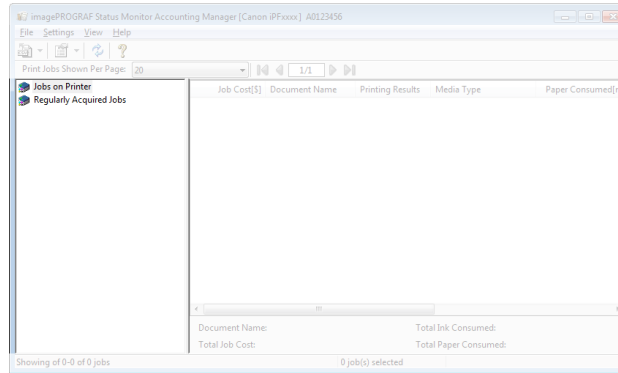 imagePROGRAF Status Monitor Accounting Manager [Canon iPFxxxx] A0123456
File Settings View Help
Print Jobs Shown Per Page: 20 1/1
Jobs on Printer
Regularly Acquired Jobs
Job Cost[$] Document Name Printing Results Media Type Paper Consumed[
Document Name: Total Ink Consumed:
Total Job Cost: Total Paper Consumed:
Showing of 0-0 of 0 jobs 0 job(s) selected